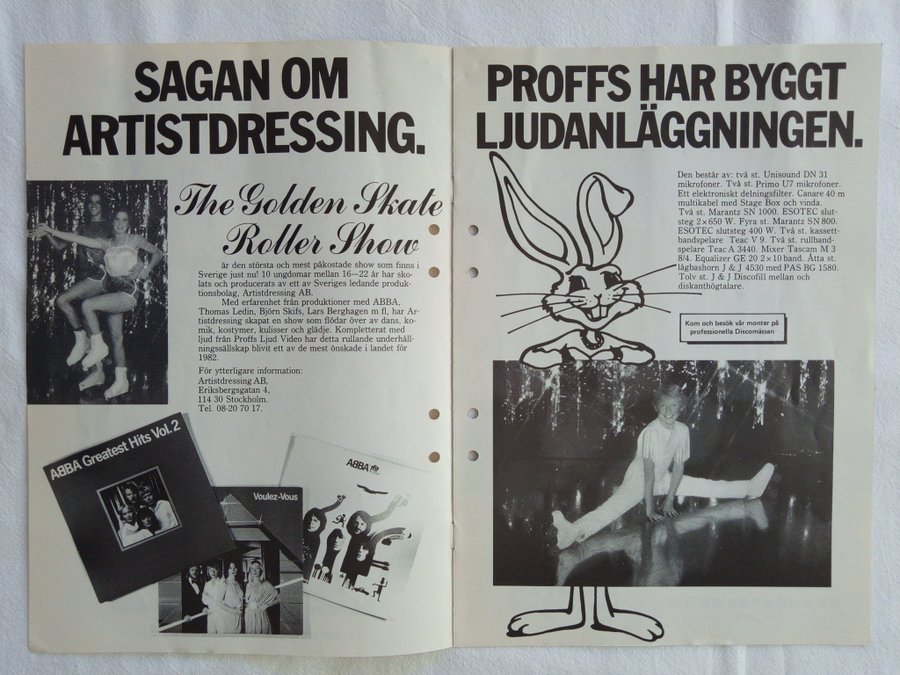 SAGAN OM
ARTISTDRESSING.
The Golden Skate
Roller Show
är den största och mest påkostade show som finns i
Sverige just nu! 10 ungdomar mellan 16—22 år har sko-
lats och producerats av ett av Sveriges ledande produk-
tionsbolag, Artistdressing AB.
Med erfarenhet från produktioner med ABBA,
Thomas Ledin, Björn Skifs, Lars Berghagen m fl, har Ar-
tistdressing skapat en show som flödar över av dans, ko-
mik, kostymer, kulisser och glädje. Kompletterat med
ljud från Proffs Ljud Video har detta rullande underhåll-
ningssällskap blivit ett av de mest önskade i landet för
1982.
För ytterligare information:
Artistdressing AB,
Eriksbergsgatan 4,
114 30 Stockholm.
Tel. 08-20 70 17.
ABBA Greatest Hits Vol. 2
Voulez-Vous
ABBA
PROFFS HAR BYGGT
LJUDANLÄGGNINGEN.
Den består av: två st. Unisound DN 31
mikrofoner. Två st. Primo U7 mikrofoner.
Ett elektroniskt delningsfilter. Canare 40 m
multikabel med Stage Box och vinda.
Två st. Marantz SN 1000. ESOTEC slut-
steg 2×650 W. Fyra st. Marantz SN 800.
ESOTEC slutsteg 400 W. Två st. kassett-
bandspelare Teac V 9. Två st. rullband-
spelare Teac A 3440. Mixer Tascam M 3
8/4. Equalizer GE 20 2×10 band. Åtta st.
lågbashorn J & J 4530 med PAS BG 1580.
Tolv st. J & J Discofill mellan och
diskanthögtalare.
Kom och besök vår monter på
professionella Discomässan